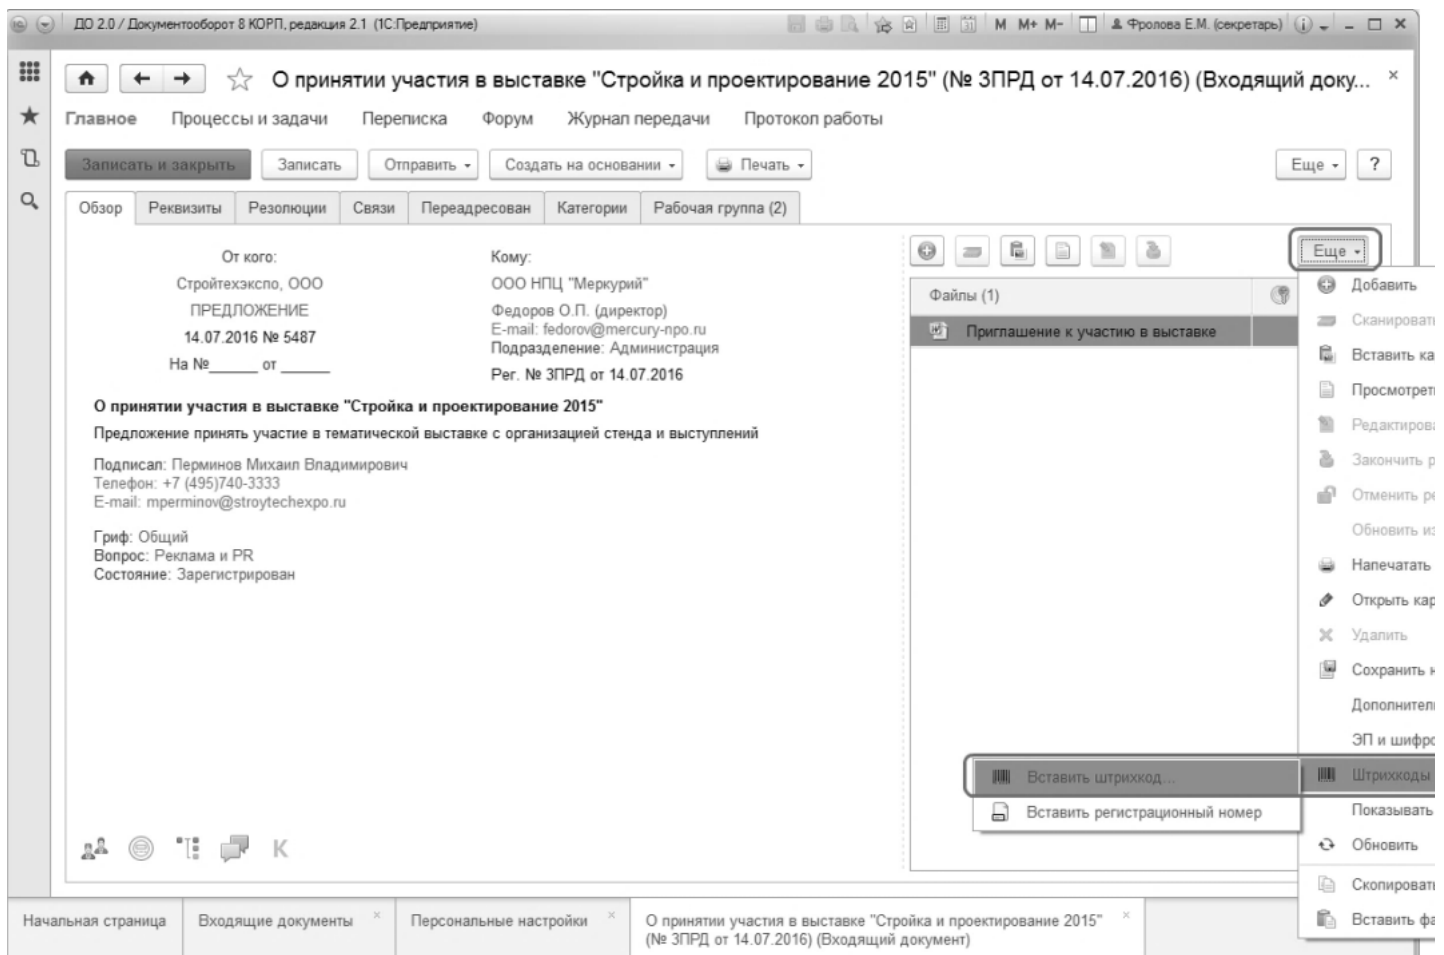 ДО 2.0 / Документооборот 8 КОРП, редакция 2.1 (1С:Предприятие)
M M+ M-
Фролова Е.М. (секретарь)
О принятии участия в выставке "Стройка и проектирование 2015" (№ 3ПРД от 14.07.2016) (Входящий доку...
Главное Процессы и задачи Переписка Форум Журнал передачи Протокол работы
Записать и закрыть Записать Отправить Создать на основании Печать Еще ?
Обзор Реквизиты Резолюции Связи Переадресован Категории Рабочая группа (2)
От кого:
Стройтехэкспо, ООО
ПРЕДЛОЖЕНИЕ
14.07.2016 № 5487
На №______ от ______
Кому:
ООО НПЦ "Меркурий"
Федоров О.П. (директор)
E-mail: fedorov@mercury-npo.ru
Подразделение: Администрация
Рег. № 3ПРД от 14.07.2016
О принятии участия в выставке "Стройка и проектирование 2015"
Предложение принять участие в тематической выставке с организацией стенда и выступлений
Подписал: Перминов Михаил Владимирович
Телефон: +7 (495)740-3333
E-mail: mperminov@stroytechexpo.ru
Гриф: Общий
Вопрос: Реклама и PR
Состояние: Зарегистрирован
К
Файлы (1)
Приглашение к участию в выставке
Еще
Добавить
Сканировать
Вставить ка
Просмотрет
Редактирова
Закончить р
Отменить ре
Обновить из
Напечатать
Открыть кар
Удалить
Сохранить н
Дополнител
ЭП и шифро
Штрихкоды
Показывать
Обновить
Скопировать
Вставить фа
Вставить штрихкод...
Вставить регистрационный номер
Начальная страница
Входящие документы
Персональные настройки
О принятии участия в выставке "Стройка и проектирование 2015"
(№ 3ПРД от 14.07.2016) (Входящий документ)